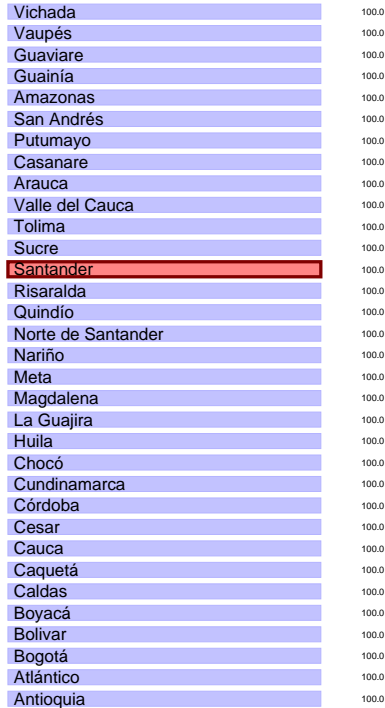 Vichada 100.0
Vaupés 100.0
Guaviare 100.0
Guainía 100.0
Amazonas 100.0
San Andrés 100.0
Putumayo 100.0
Casanare 100.0
Arauca 100.0
Valle del Cauca 100.0
Tolima 100.0
Sucre 100.0
Santander 100.0
Risaralda 100.0
Quindío 100.0
Norte de Santander 100.0
Nariño 100.0
Meta 100.0
Magdalena 100.0
La Guajira 100.0
Huila 100.0
Chocó 100.0
Cundinamarca 100.0
Córdoba 100.0
Cesar 100.0
Cauca 100.0
Caquetá 100.0
Caldas 100.0
Boyacá 100.0
Bolivar 100.0
Bogotá 100.0
Atlántico 100.0
Antioquia 100.0